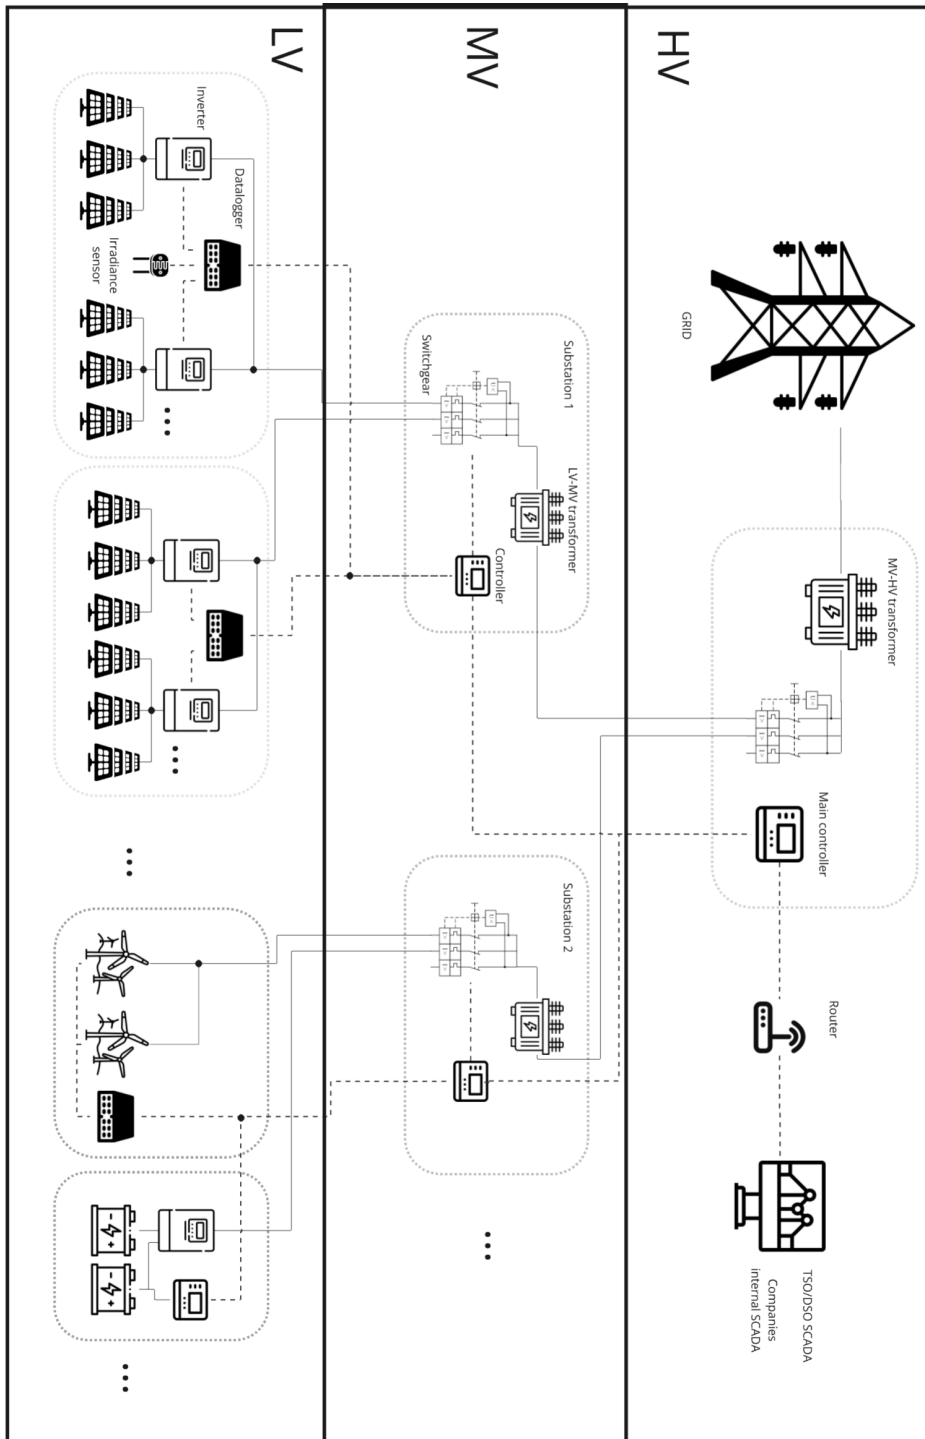 HV
GRID
MV-HV transformer
Main controller
Router
TSO/DSO SCADA
Companies
internal SCADA
MV
Substation 1
Switchgear
LV-MV transformer
Controller
Substation 2
LV
Inverter
Datalogger
Irradiance
sensor